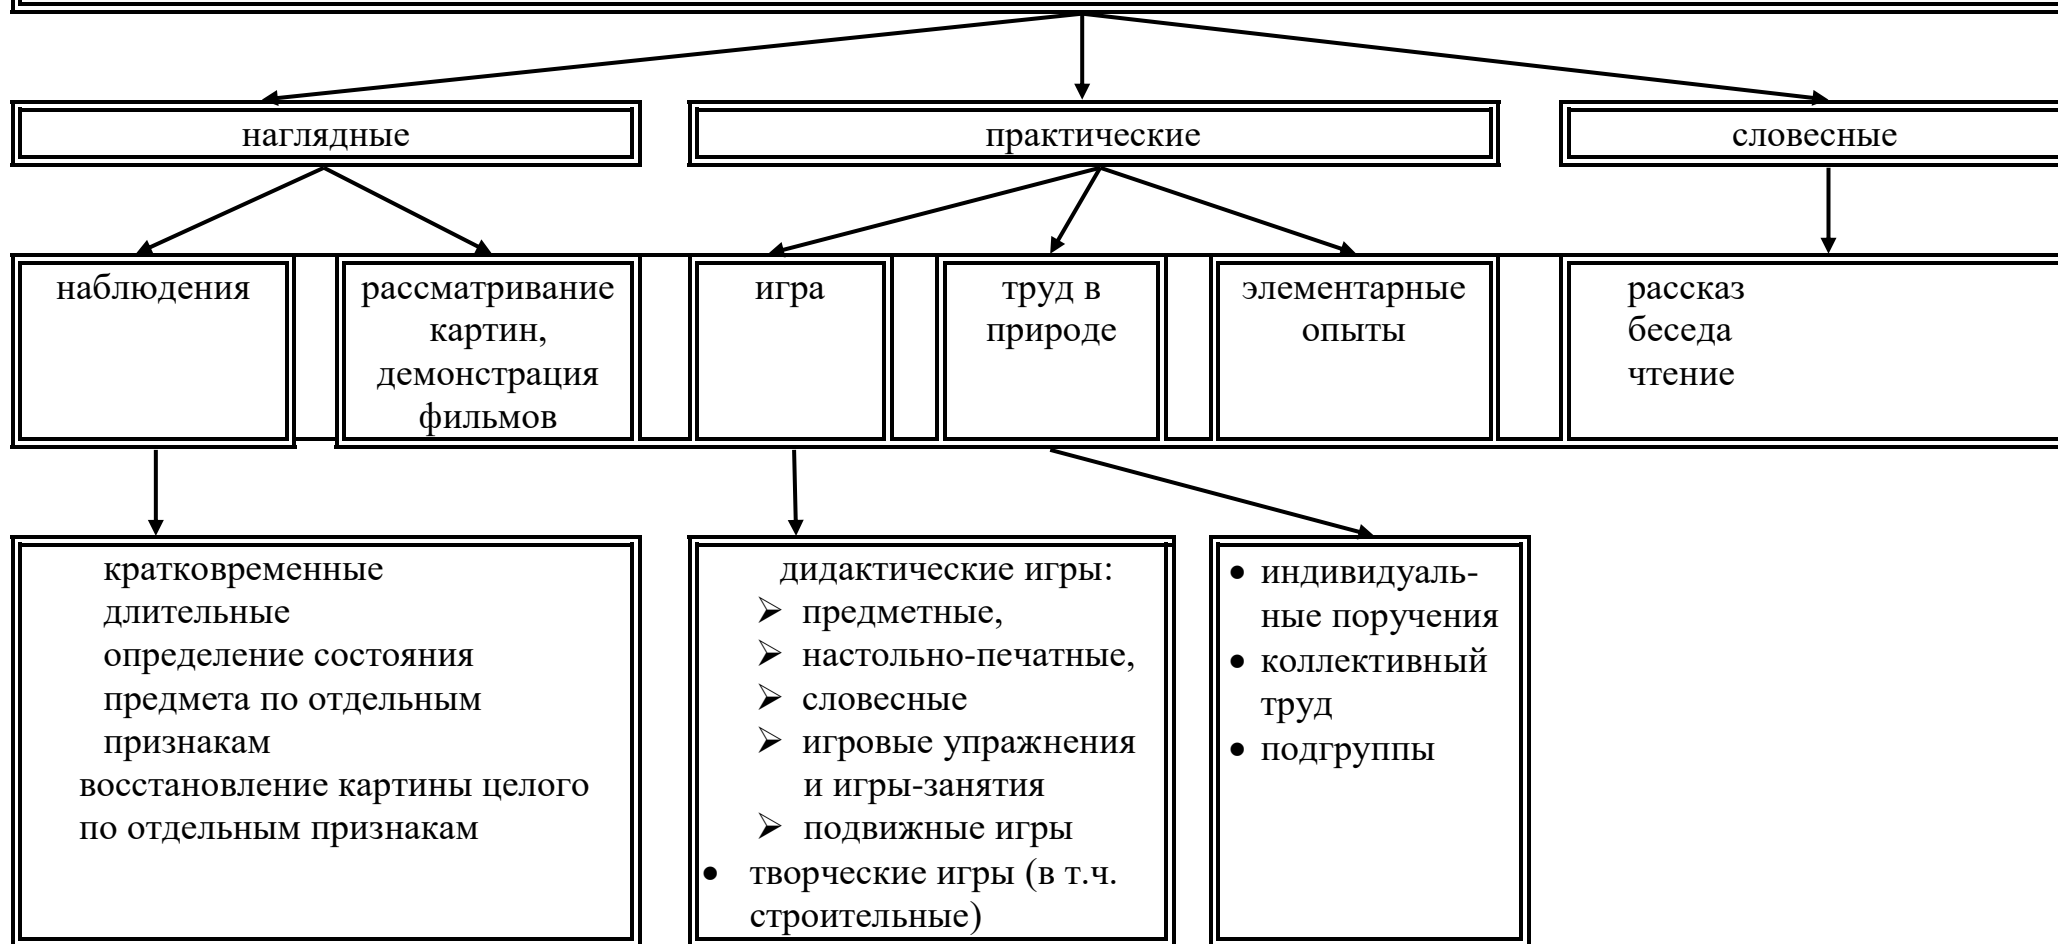 наглядные
практические
словесные
наблюдения
рассматривание
картин,
демонстрация
фильмов
игра
труд в
природе
элементарные
опыты
рассказ
беседа
чтение
кратковременные
длительные
определение состояния
предмета по отдельным
признакам
восстановление картины целого
по отдельным признакам
дидактические игры:
➢ предметные,
➢ настольно-печатные,
➢ словесные
➢ игровые упражнения
и игры-занятия
➢ подвижные игры
• творческие игры (в т.ч.
строительные)
• индивидуаль-
ные поручения
• коллективный
труд
• подгруппы